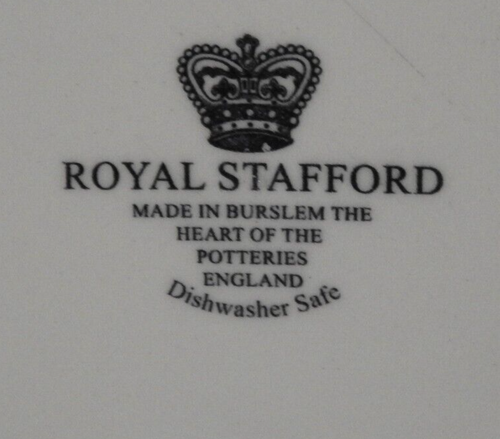 ROYAL STAFFORD
MADE IN BURSLEM THE
HEART OF THE
POTTERIES
ENGLAND
Dishwasher Safe